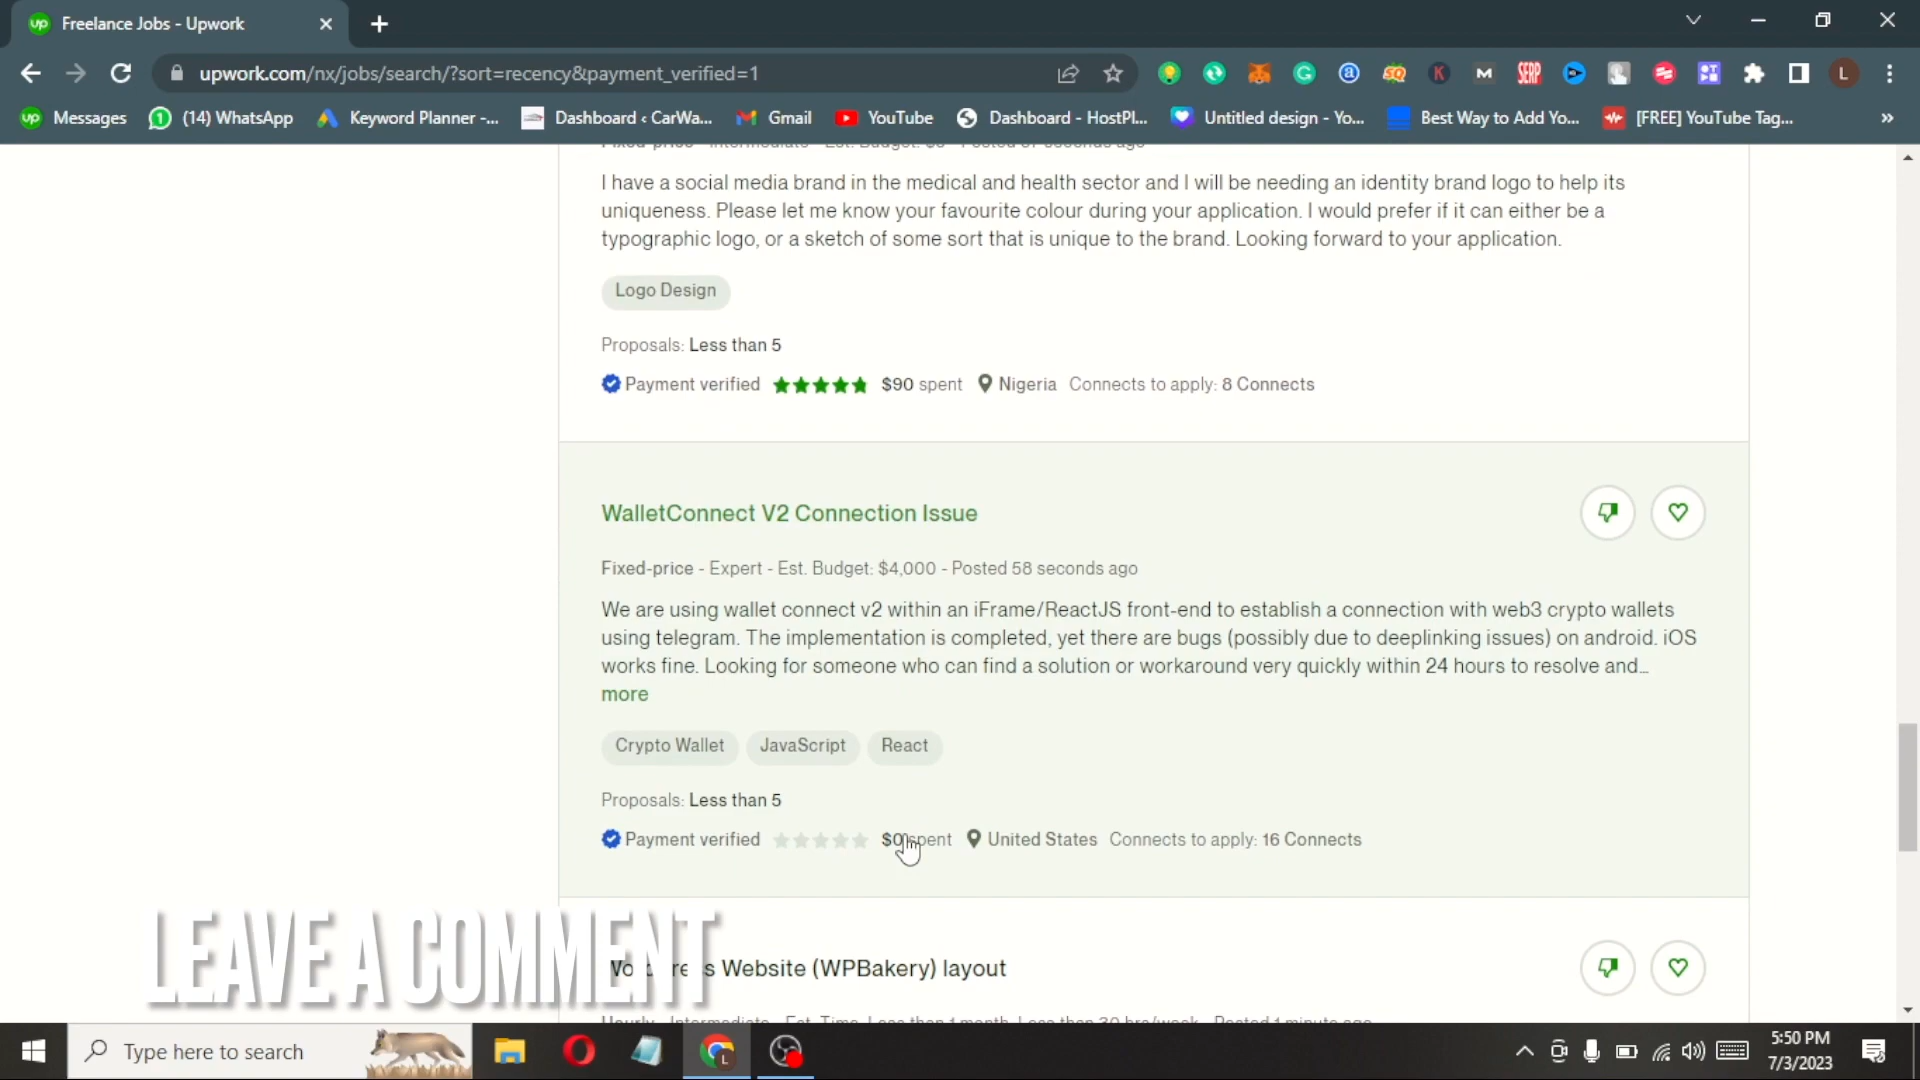 up Freelance Jobs - Upwork
upwork.com/nx/jobs/search/?sort=recency&payment_verified=1
SERP
L
up Messages
(14) WhatsApp
Keyword Planner -...
Dashboard ‹ CarWa...
Gmail
YouTube
Dashboard - HostPl...
Untitled design - Yo...
Best Way to Add Yo...
[FREE] YouTube Tag...
»
I have a social media brand in the medical and health sector and I will be needing an identity brand logo to help its
uniqueness. Please let me know your favourite colour during your application. I would prefer if it can either be a
typographic logo, or a sketch of some sort that is unique to the brand. Looking forward to your application.
Logo Design
Proposals: Less than 5
Payment verified $90 spent Nigeria Connects to apply: 8 Connects
WalletConnect V2 Connection Issue
Fixed-price - Expert - Est. Budget: $4,000 - Posted 58 seconds ago
We are using wallet connect v2 within an iFrame/ReactJS front-end to establish a connection with web3 crypto wallets
using telegram. The implementation is completed, yet there are bugs (possibly due to deeplinking issues) on android. iOS
works fine. Looking for someone who can find a solution or workaround very quickly within 24 hours to resolve and...
more
Crypto Wallet JavaScript React
Proposals: Less than 5
Payment verified $0 spent United States Connects to apply: 16 Connects
LEAVE A COMMENT
Website (WPBakery) layout
Type here to search
5:50 PM
7/3/2023